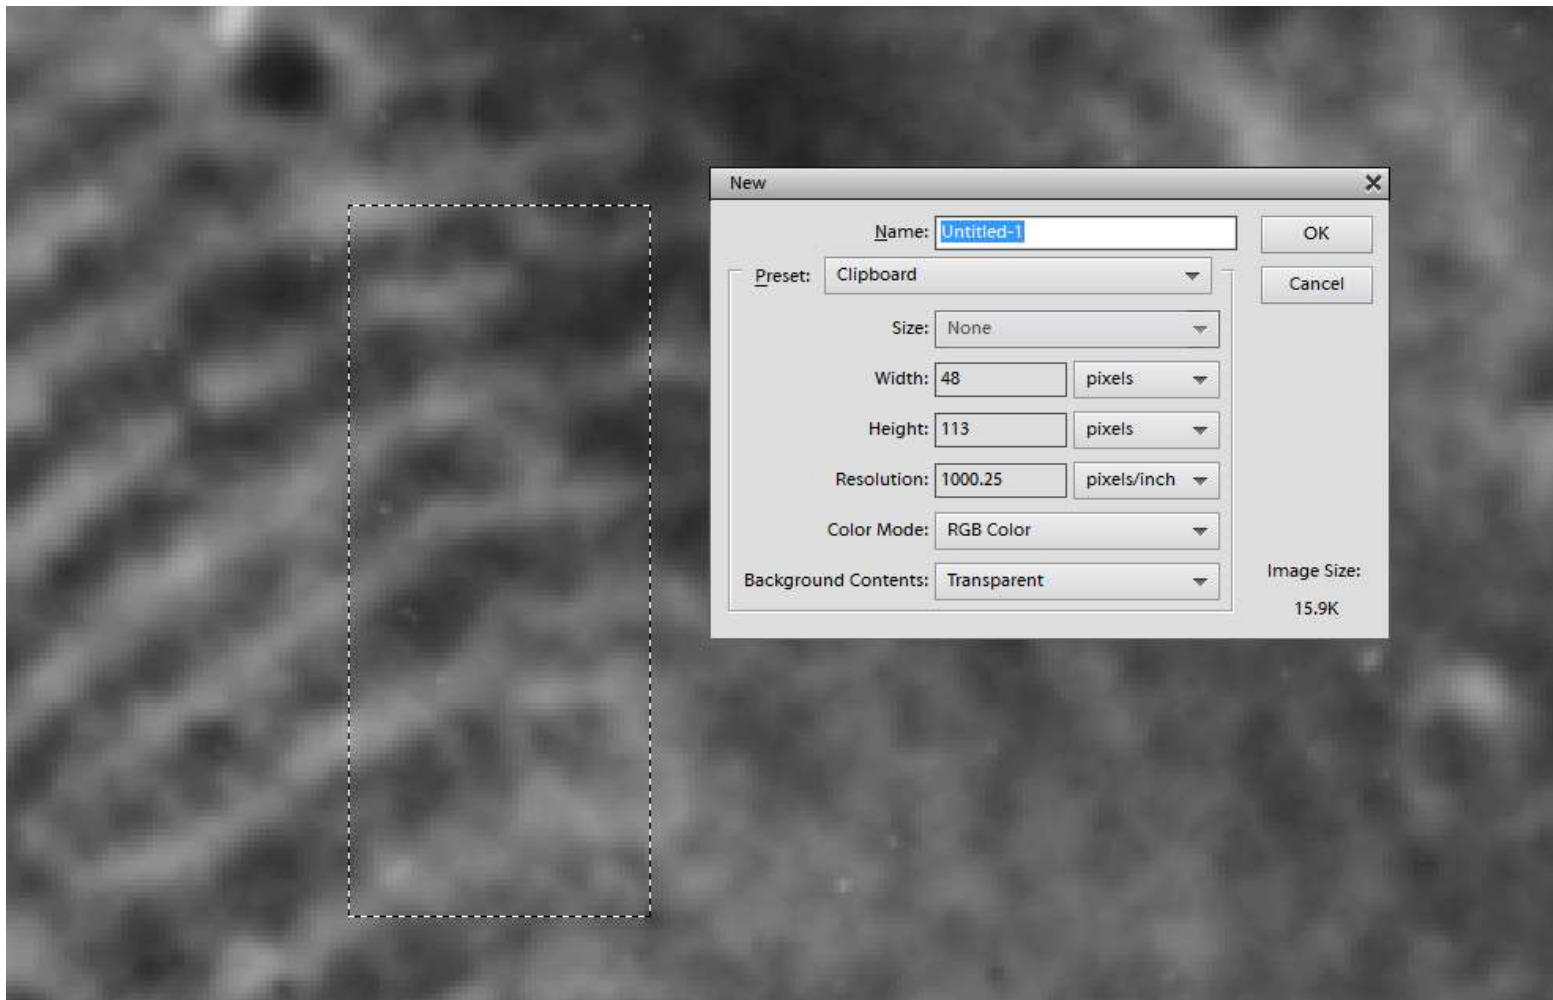 New
Name: Untitled-1
OK
Preset: Clipboard
Cancel
Size: None
Width: 48 pixels
Height: 113 pixels
Resolution: 1000.25 pixels/inch
Color Mode: RGB Color
Image Size:
Background Contents: Transparent
15.9K